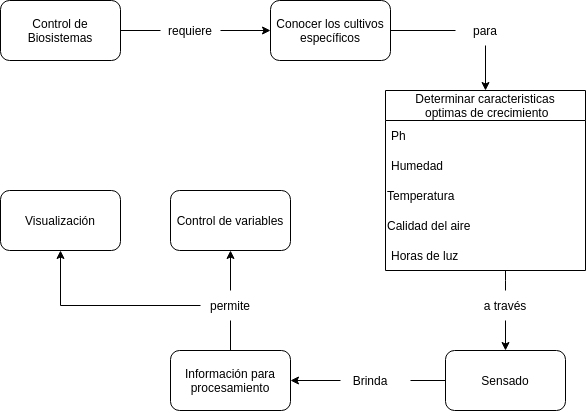 Control de
Biosistemas
requiere
Conocer los cultivos
específicos
para
Determinar caracteristicas
optimas de crecimiento
Ph
Humedad
Temperatura
Calidad del aire
Horas de luz
Visualización
Control de variables
permite
a través
Información para
procesamiento
Brinda
Sensado